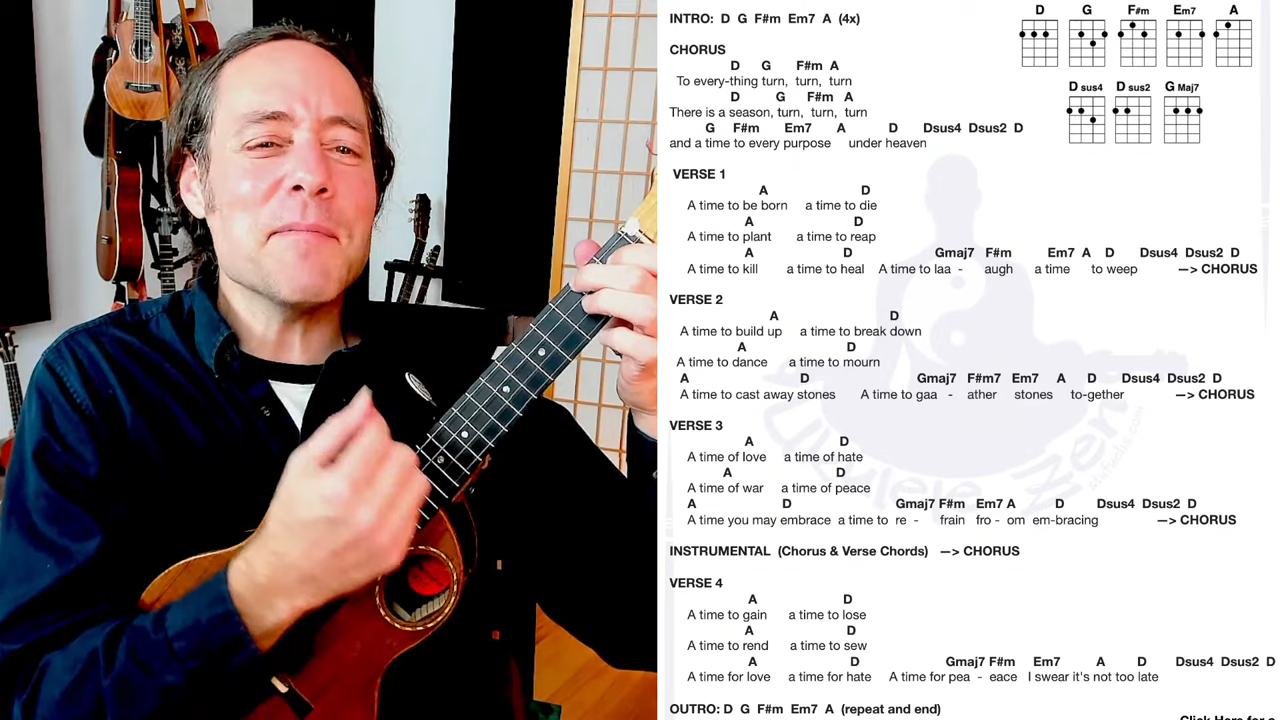 INTRO: D G F#m Em7 A (4x)
D G F#m Em7 A
CHORUS
D G F#m A
To every-thing turn, turn, turn
D G F#m A
There is a season, turn, turn, turn
D sus4 D sus2 G Maj7
G F#m Em7 A D Dsus4 Dsus2 D
and a time to every purpose under heaven
VERSE 1
A D
A time to be born a time to die
A D
A time to plant a time to reap
A D Gmaj7 F#m Em7 A D Dsus4 Dsus2 D
A time to kill a time to heal A time to laa - augh a time to weep —> CHORUS
VERSE 2
A D
A time to build up a time to break down
A D
A time to dance a time to mourn
A D Gmaj7 F#m7 Em7 A D Dsus4 Dsus2 D
A time to cast away stones A time to gaa - ather stones to-gether —> CHORUS
VERSE 3
A D
A time of love a time of hate
A D
A time of war a time of peace
A D Gmaj7 F#m Em7 A D Dsus4 Dsus2 D
A time you may embrace a time to re - frain fro - om em-bracing —> CHORUS
Ukulele Zen
INSTRUMENTAL (Chorus & Verse Chords) —> CHORUS
VERSE 4
A D
A time to gain a time to lose
A D
A time to rend a time to sew
A D Gmaj7 F#m Em7 A D Dsus4 Dsus2 D
A time for love a time for hate A time for pea - eace I swear it's not too late
OUTRO: D G F#m Em7 A (repeat and end)
Click Here for